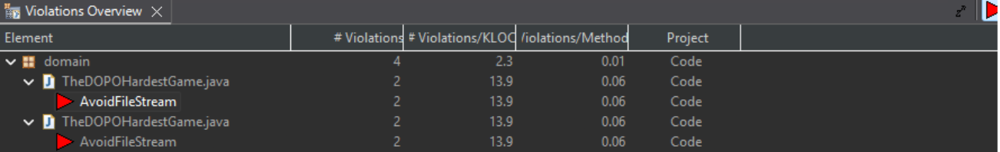 Violations Overview
Element # Violations # Violations/KLOC /iolations/Method Project
domain 4 2.3 0.01 Code
TheDOPOHardestGame.java 2 13.9 0.06 Code
AvoidFileStream 2 13.9 0.06 Code
TheDOPOHardestGame.java 2 13.9 0.06 Code
AvoidFileStream 2 13.9 0.06 Code